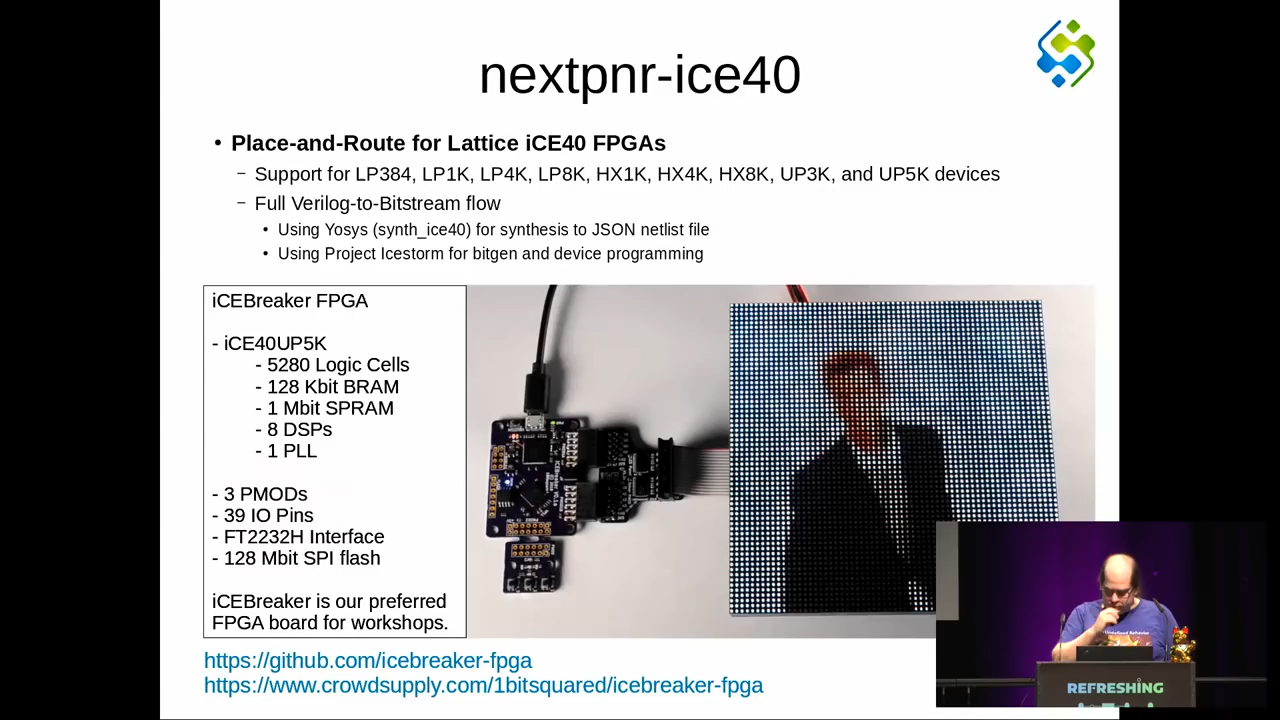 nextpnr-ice40
• Place-and-Route for Lattice iCE40 FPGAs
– Support for LP384, LP1K, LP4K, LP8K, HX1K, HX4K, HX8K, UP3K, and UP5K devices
– Full Verilog-to-Bitstream flow
• Using Yosys (synth_ice40) for synthesis to JSON netlist file
• Using Project Icestorm for bitgen and device programming
iCEBreaker FPGA
- iCE40UP5K
- 5280 Logic Cells
- 128 Kbit BRAM
- 1 Mbit SPRAM
- 8 DSPs
- 1 PLL
- 3 PMODs
- 39 IO Pins
- FT2232H Interface
- 128 Mbit SPI flash
iCEBreaker is our preferred
FPGA board for workshops.
https://github.com/icebreaker-fpga
https://www.crowdsupply.com/1bitsquared/icebreaker-fpga
Undefined Behavior
REFRESHING